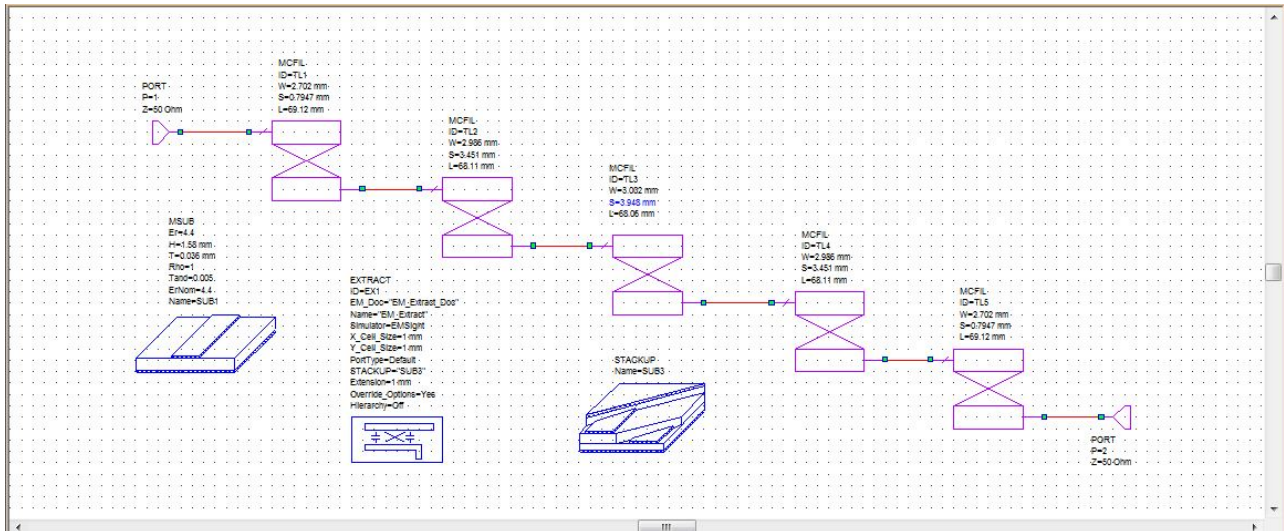 PORT
P=1
Z=50 Ohm
MCFIL
ID=TL1
W=2.702 mm
S=0.7947 mm
L=69.12 mm
MCFIL
ID=TL2
W=2.986 mm
S=3.451 mm
L=68.11 mm
MCFIL
ID=TL3
W=3.082 mm
S=3.948 mm
L=68.06 mm
MCFIL
ID=TL4
W=2.986 mm
S=3.451 mm
L=68.11 mm
MCFIL
ID=TL5
W=2.702 mm
S=0.7947 mm
L=69.12 mm
MSUB
Er=4.4
H=1.58 mm
T=0.036 mm
Rho=1
Tand=0.005
ErNom=4.4
Name=SUB1
EXTRACT
ID=EX1
EM_Doc="EM_Extract_Doc"
Name="EM_Extract"
Simulator=EMSight
X_Cell_Size=1 mm
Y_Cell_Size=1 mm
PortType=Default
STACKUP="SUB3"
Extension=1 mm
Override_Options=Yes
Hierarchy=Off
STACKUP
Name=SUB3
PORT
P=2
Z=50 Ohm